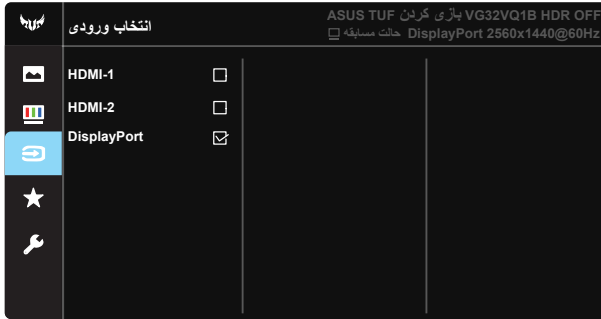 انتخاب ورودی
ASUS TUF بازی کردن VG32VQ1B HDR OFF
حالت مسابقه DisplayPort 2560x1440@60Hz
HDMI-1
HDMI-2
DisplayPort